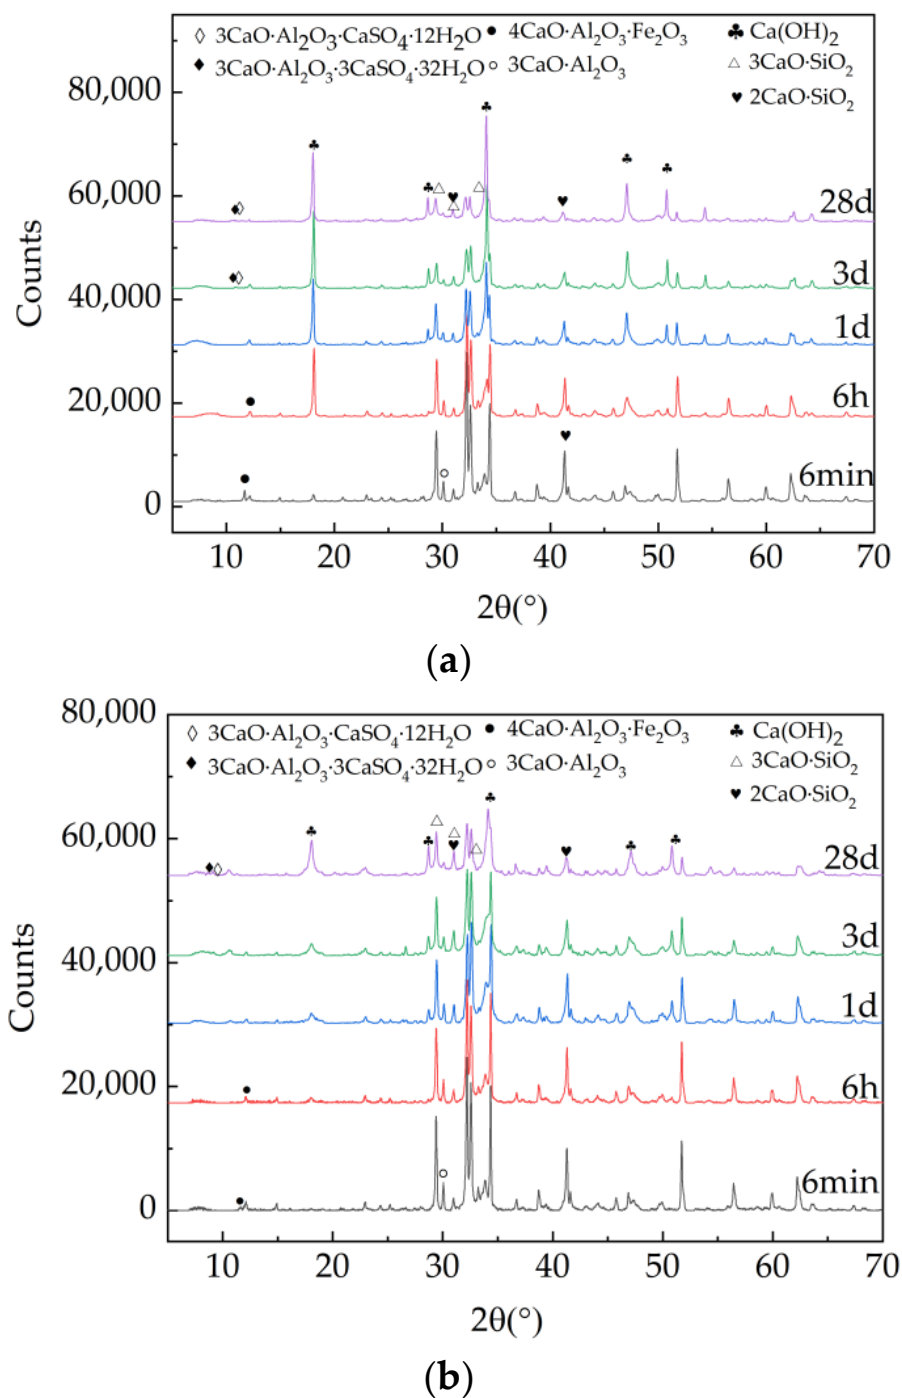 ◇ 3CaO·Al₂O₃·CaSO₄·12H₂O ● 4CaO·Al₂O₃·Fe₂O₃ ♣ Ca(OH)₂
◆ 3CaO·Al₂O₃·3CaSO₄·32H₂O ○ 3CaO·Al₂O₃ △ 3CaO·SiO₂
♥ 2CaO·SiO₂
80,000
60,000
40,000
20,000
0
Counts
28d
3d
1d
6h
6min
10 20 30 40 50 60 70
2θ(°)
(a)
80,000
60,000
40,000
20,000
0
Counts
◇ 3CaO·Al₂O₃·CaSO₄·12H₂O ● 4CaO·Al₂O₃·Fe₂O₃ ♣ Ca(OH)₂
◆ 3CaO·Al₂O₃·3CaSO₄·32H₂O ○ 3CaO·Al₂O₃ △ 3CaO·SiO₂
♥ 2CaO·SiO₂
28d
3d
1d
6h
6min
10 20 30 40 50 60 70
2θ(°)
(b)